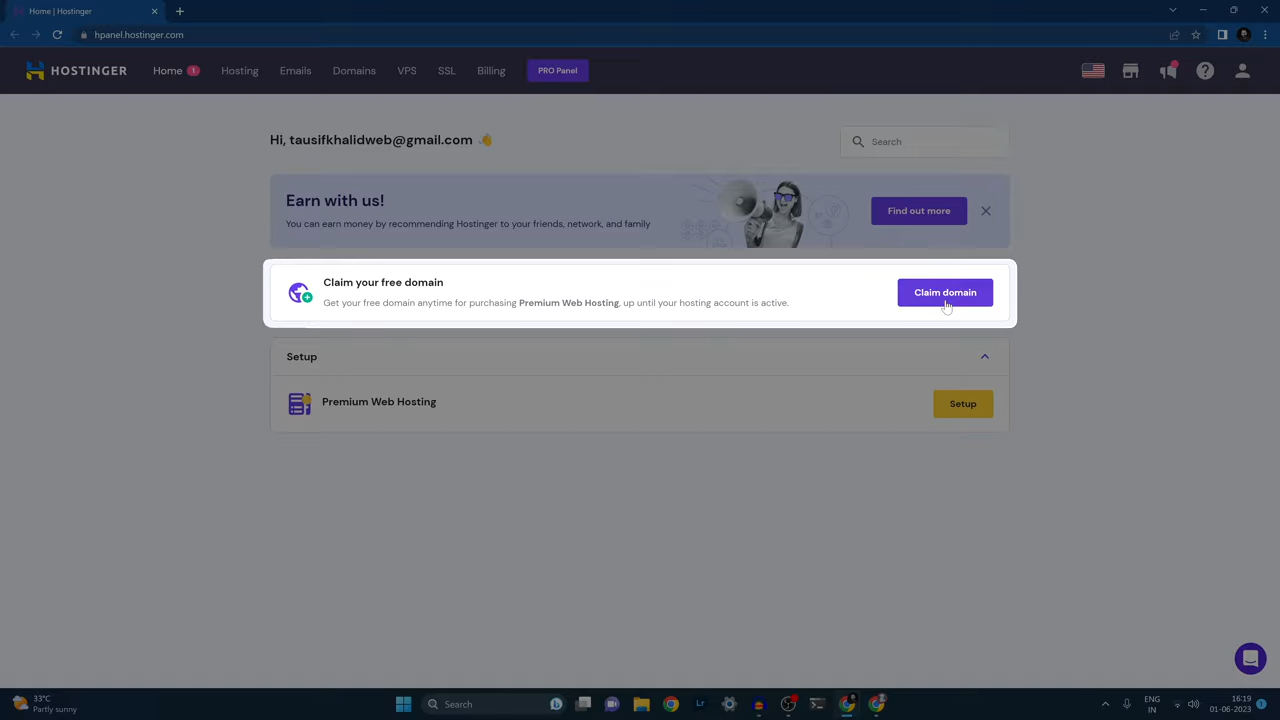 Home | Hostinger
hpanel.hostinger.com
HOSTINGER
Home 1
Hosting
Emails
Domains
VPS
SSL
Billing
PRO Panel
Hi, tausifkhalidweb@gmail.com
Search
Earn with us!
You can earn money by recommending Hostinger to your friends, network, and family
Find out more
Claim your free domain
Get your free domain anytime for purchasing Premium Web Hosting, up until your hosting account is active.
Claim domain
Setup
Premium Web Hosting
Setup
33°C
Partly sunny
Search
Lr
ENG
IN
16:19
01-06-2023